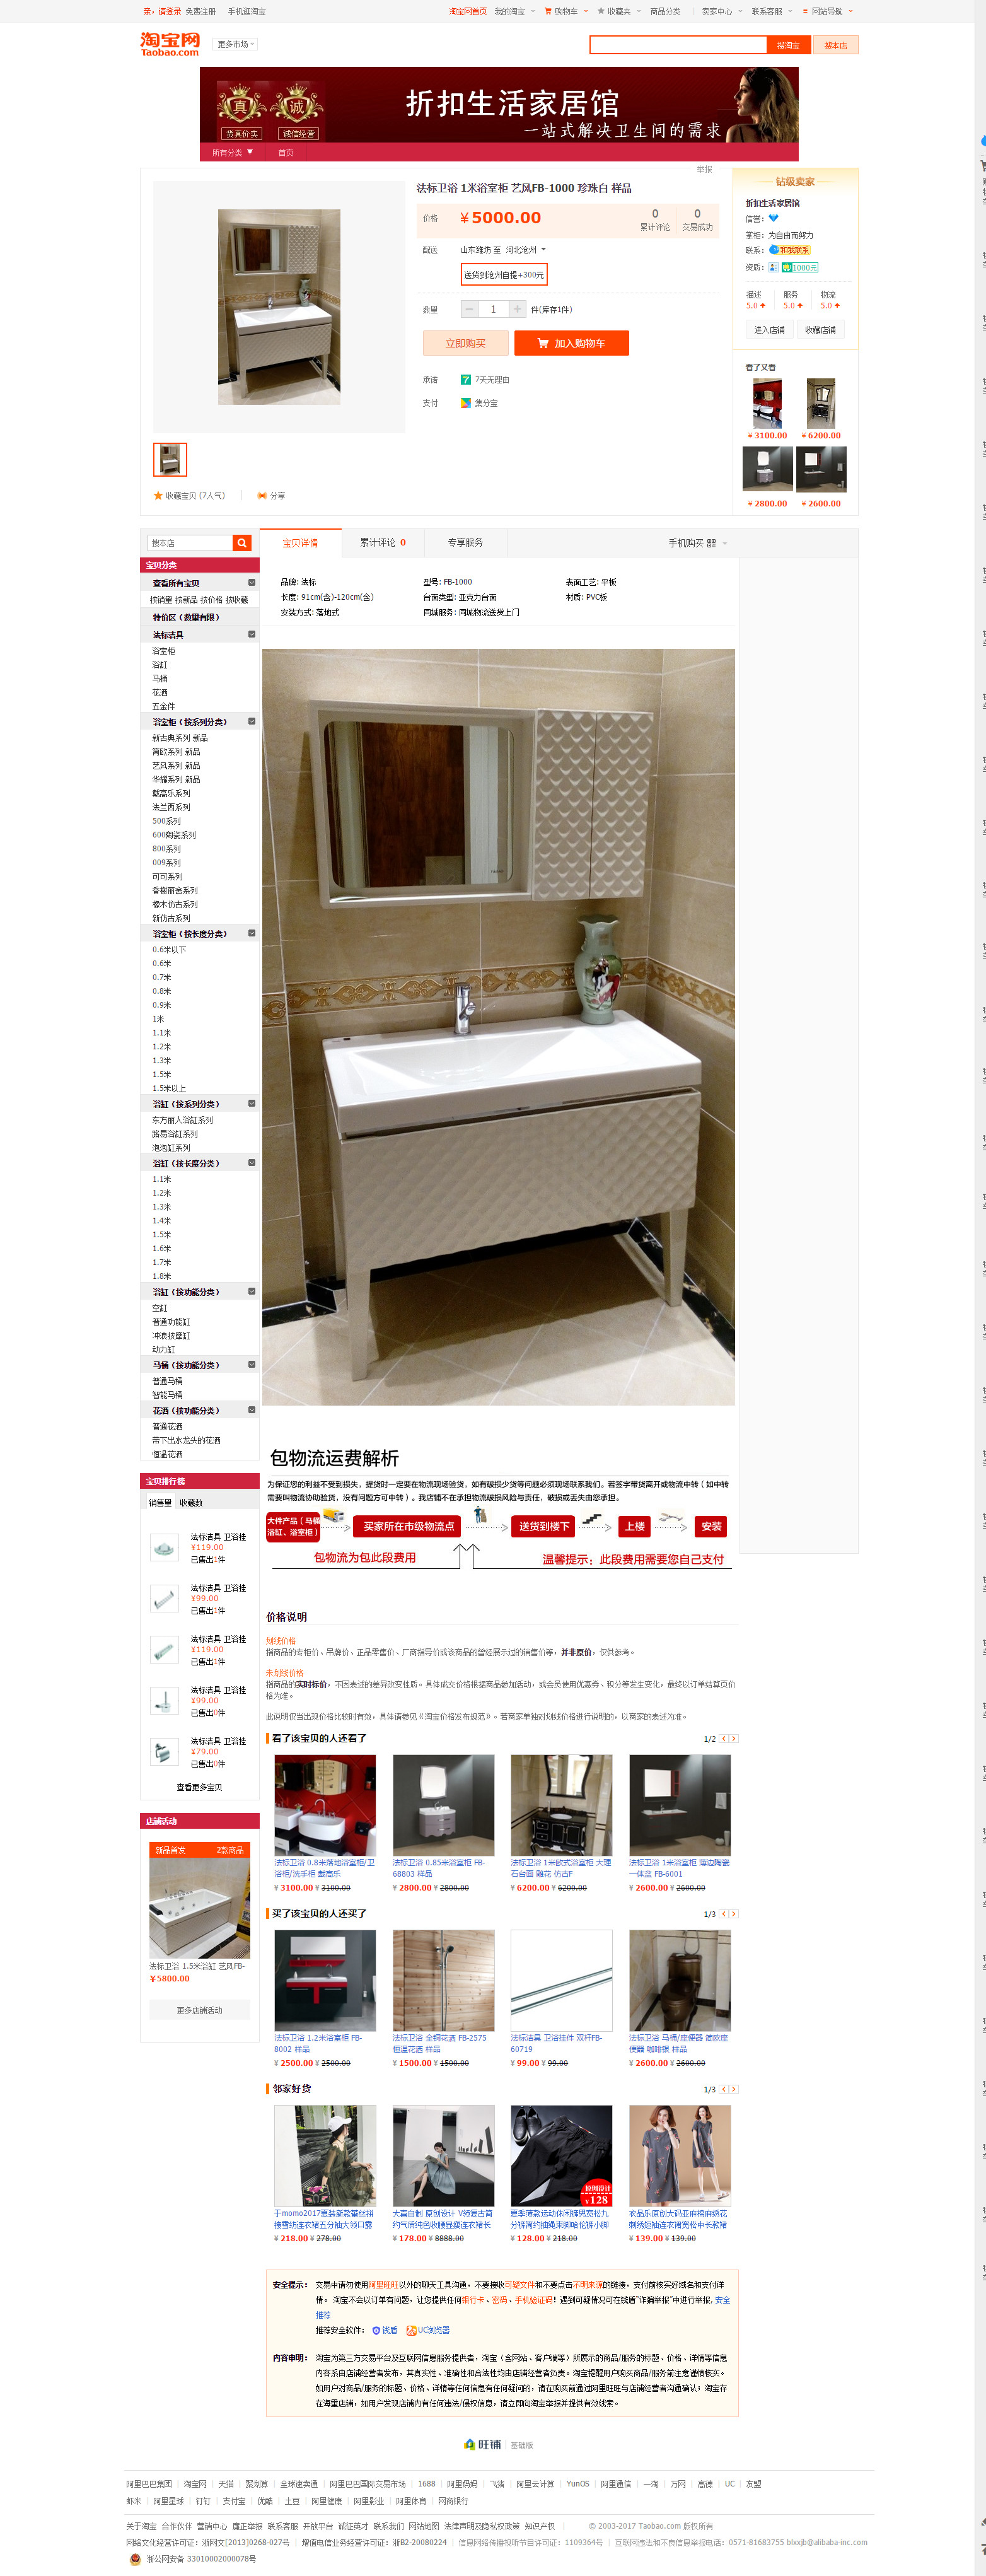 亲，请登录 免费注册 手机逛淘宝
淘宝网首页 我的淘宝 购物车 收藏夹 商品分类 卖家中心 联系客服 网站导航
淘宝网
Taobao.com
更多市场
搜淘宝 搜本店
真 诚
货真价实 诚信经营
折扣生活家居馆
一站式解决卫生间的需求
所有分类 首页
举报
法标卫浴 1米浴室柜 艺风FB-1000 珍珠白 样品
价格 ¥5000.00
0 累计评论
0 交易成功
配送 山东潍坊 至 河北沧州
送货到沧州自提+300元
数量 1 件(库存1件)
立即购买 加入购物车
承诺 7天无理由
支付 集分宝
收藏宝贝 (7人气) 分享
钻级卖家
折扣生活家居馆
信誉：
掌柜：为自由而努力
联系：和我联系
资质：1000元
描述 服务 物流
5.0 5.0 5.0
进入店铺 收藏店铺
看了又看
¥ 3100.00 ¥ 6200.00
¥ 2800.00 ¥ 2600.00
搜本店
宝贝详情 累计评论 0 专享服务 手机购买
宝贝分类
查看所有宝贝
按销量 按新品 按价格 按收藏
特价区（数量有限）
法标洁具
浴室柜
浴缸
马桶
花洒
五金件
浴室柜（按系列分类）
新古典系列 新品
简欧系列 新品
艺风系列 新品
华耀系列 新品
戴高乐系列
法兰西系列
500系列
600陶瓷系列
800系列
009系列
可可系列
香榭丽舍系列
橡木仿古系列
新仿古系列
浴室柜（按长度分类）
0.6米以下
0.6米
0.7米
0.8米
0.9米
1米
1.1米
1.2米
1.3米
1.5米
1.5米以上
浴缸（按系列分类）
东方丽人浴缸系列
路易浴缸系列
泡泡缸系列
浴缸（按长度分类）
1.1米
1.2米
1.3米
1.4米
1.5米
1.6米
1.7米
1.8米
浴缸（按功能分类）
空缸
普通功能缸
冲浪按摩缸
动力缸
马桶（按功能分类）
普通马桶
智能马桶
花洒（按功能分类）
普通花洒
带下出水龙头的花洒
恒温花洒
品牌: 法标 型号: FB-1000 表面工艺: 平板
长度: 91cm(含)-120cm(含) 台面类型: 亚克力台面 材质: PVC板
安装方式: 落地式 同城服务: 同城物流送货上门
包物流运费解析
为保证您的利益不受到损失，提货时一定要在物流现场验货，如有破损少货等问题必须现场联系我们。若签字带货离开或物流中转（如中转
需要叫物流协助验货，没有问题方可中转）。我店铺不在承担物流破损风险与责任，破损或丢失由您承担。
大件产品（马桶
浴缸、浴室柜）
买家所在市级物流点 送货到楼下 上楼 安装
包物流为包此段费用 温馨提示：此段费用需要您自己支付
价格说明
划线价格
指商品的专柜价、吊牌价、正品零售价、厂商指导价或该商品的曾经展示过的销售价等，并非原价，仅供参考。
未划线价格
指商品的实时标价，不因表述的差异改变性质。具体成交价格根据商品参加活动，或会员使用优惠券、积分等发生变化，最终以订单结算页价
格为准。
此说明仅当出现价格比较时有效，具体请参见《淘宝价格发布规范》。若商家单独对划线价格进行说明的，以商家的表述为准。
宝贝排行榜
销售量 收藏数
法标洁具 卫浴挂
¥119.00
已售出1件
法标洁具 卫浴挂
¥99.00
已售出1件
法标洁具 卫浴挂
¥119.00
已售出1件
法标洁具 卫浴挂
¥99.00
已售出0件
法标洁具 卫浴挂
¥79.00
已售出0件
查看更多宝贝
店铺活动
新品首发 2款商品
法标卫浴 1.5米浴缸 艺风FB-
¥5800.00
更多店铺活动
看了该宝贝的人还看了 1/2
法标卫浴 0.8米落地浴室柜/卫
浴柜/洗手柜 戴高乐
¥ 3100.00 ¥ 3100.00
法标卫浴 0.85米浴室柜 FB-
68803 样品
¥ 2800.00 ¥ 2800.00
法标卫浴 1米欧式浴室柜 大理
石台面 雕花 仿古F
¥ 6200.00 ¥ 6200.00
法标卫浴 1米浴室柜 薄边陶瓷
一体盆 FB-6001
¥ 2600.00 ¥ 2600.00
买了该宝贝的人还买了 1/3
法标卫浴 1.2米浴室柜 FB-
8002 样品
¥ 2500.00 ¥ 2500.00
法标卫浴 全铜花洒 FB-2575
恒温花洒 样品
¥ 1500.00 ¥ 1500.00
法标洁具 卫浴挂件 双杆FB-
60719
¥ 99.00 ¥ 99.00
法标卫浴 马桶/座便器 简欧座
便器 咖啡银 样品
¥ 2600.00 ¥ 2600.00
邻家好货 1/3
于momo2017夏装新款蕾丝拼
接雪纺连衣裙五分袖大领口露
¥ 218.00 ¥ 278.00
大喜自制 原创设计 V领复古简
约气质纯色收腰显瘦连衣裙长
¥ 178.00 ¥ 8888.00
原创设计
¥128
夏季薄款运动休闲裤男宽松九
分裤简约抽绳束脚哈伦裤小脚
¥ 128.00 ¥ 218.00
衣品乐原创大码亚麻棉麻绣花
刺绣短袖连衣裙宽松中长款裙
¥ 139.00 ¥ 139.00
安全提示： 交易中请勿使用阿里旺旺以外的聊天工具沟通，不要接收可疑文件和不要点击不明来源的链接，支付前核实好域名和支付详
情。 淘宝不会以订单有问题，让您提供任何银行卡、密码、手机验证码！遇到可疑情况可在钱盾“诈骗举报”中进行举报, 安全
推荐
推荐安全软件： 钱盾 UC浏览器
内容申明： 淘宝为第三方交易平台及互联网信息服务提供者，淘宝（含网站、客户端等）所展示的商品/服务的标题、价格、详情等信息
内容系由店铺经营者发布，其真实性、准确性和合法性均由店铺经营者负责。淘宝提醒用户购买商品/服务前注意谨慎核实。
如用户对商品/服务的标题、价格、详情等任何信息有任何疑问的，请在购买前通过阿里旺旺与店铺经营者沟通确认；淘宝存
在海量店铺，如用户发现店铺内有任何违法/侵权信息，请立即向淘宝举报并提供有效线索。
旺铺 基础版
阿里巴巴集团 淘宝网 天猫 聚划算 全球速卖通 阿里巴巴国际交易市场 1688 阿里妈妈 飞猪 阿里云计算 YunOS 阿里通信 一淘 万网 高德 UC 友盟
虾米 阿里星球 钉钉 支付宝 优酷 土豆 阿里健康 阿里影业 阿里体育 网商银行
关于淘宝 合作伙伴 营销中心 廉正举报 联系客服 开放平台 诚征英才 联系我们 网站地图 法律声明及隐私权政策 知识产权 © 2003-2017 Taobao.com 版权所有
网络文化经营许可证：浙网文[2013]0268-027号 增值电信业务经营许可证：浙B2-20080224 信息网络传播视听节目许可证：1109364号 互联网违法和不良信息举报电话：0571-81683755 blxxjb@alibaba-inc.com
浙公网安备 33010002000078号